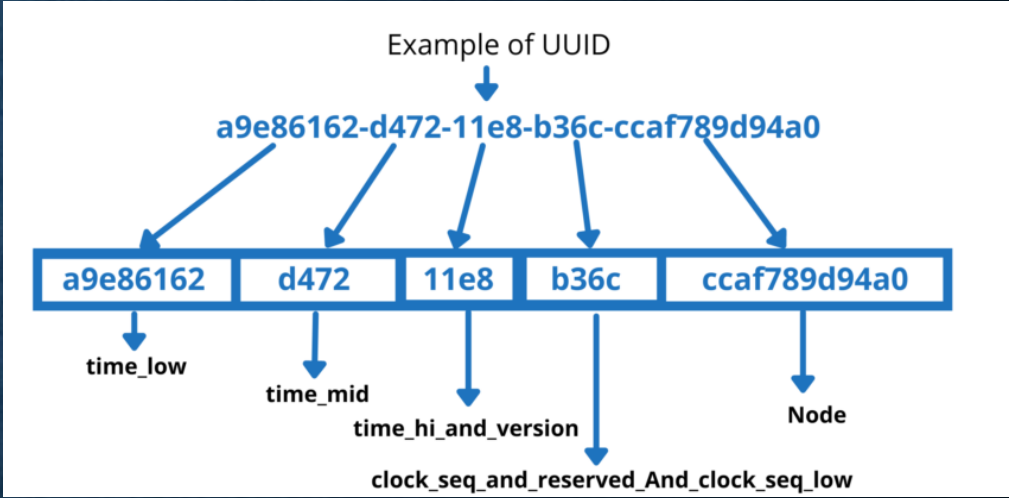 Example of UUID
a9e86162-d472-11e8-b36c-ccaf789d94a0
a9e86162 d472 11e8 b36c ccaf789d94a0
time_low
time_mid
Node
time_hi_and_version
clock_seq_and_reserved_And_clock_seq_low